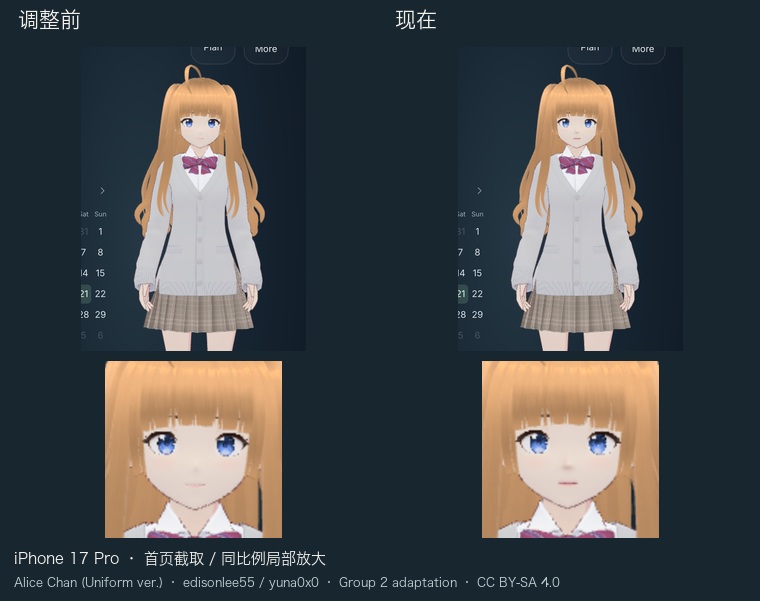 调整前
现在
Plan More
Plan More
Sat Sun
31 1
7 8
14 15
21 22
28 29
5 6
Sat Sun
31 1
7 8
14 15
21 22
28 29
5 6
iPhone 17 Pro · 首页截取 / 同比例局部放大
Alice Chan (Uniform ver.) · edisonlee55 / yuna0x0 · Group 2 adaptation · CC BY-SA 4.0